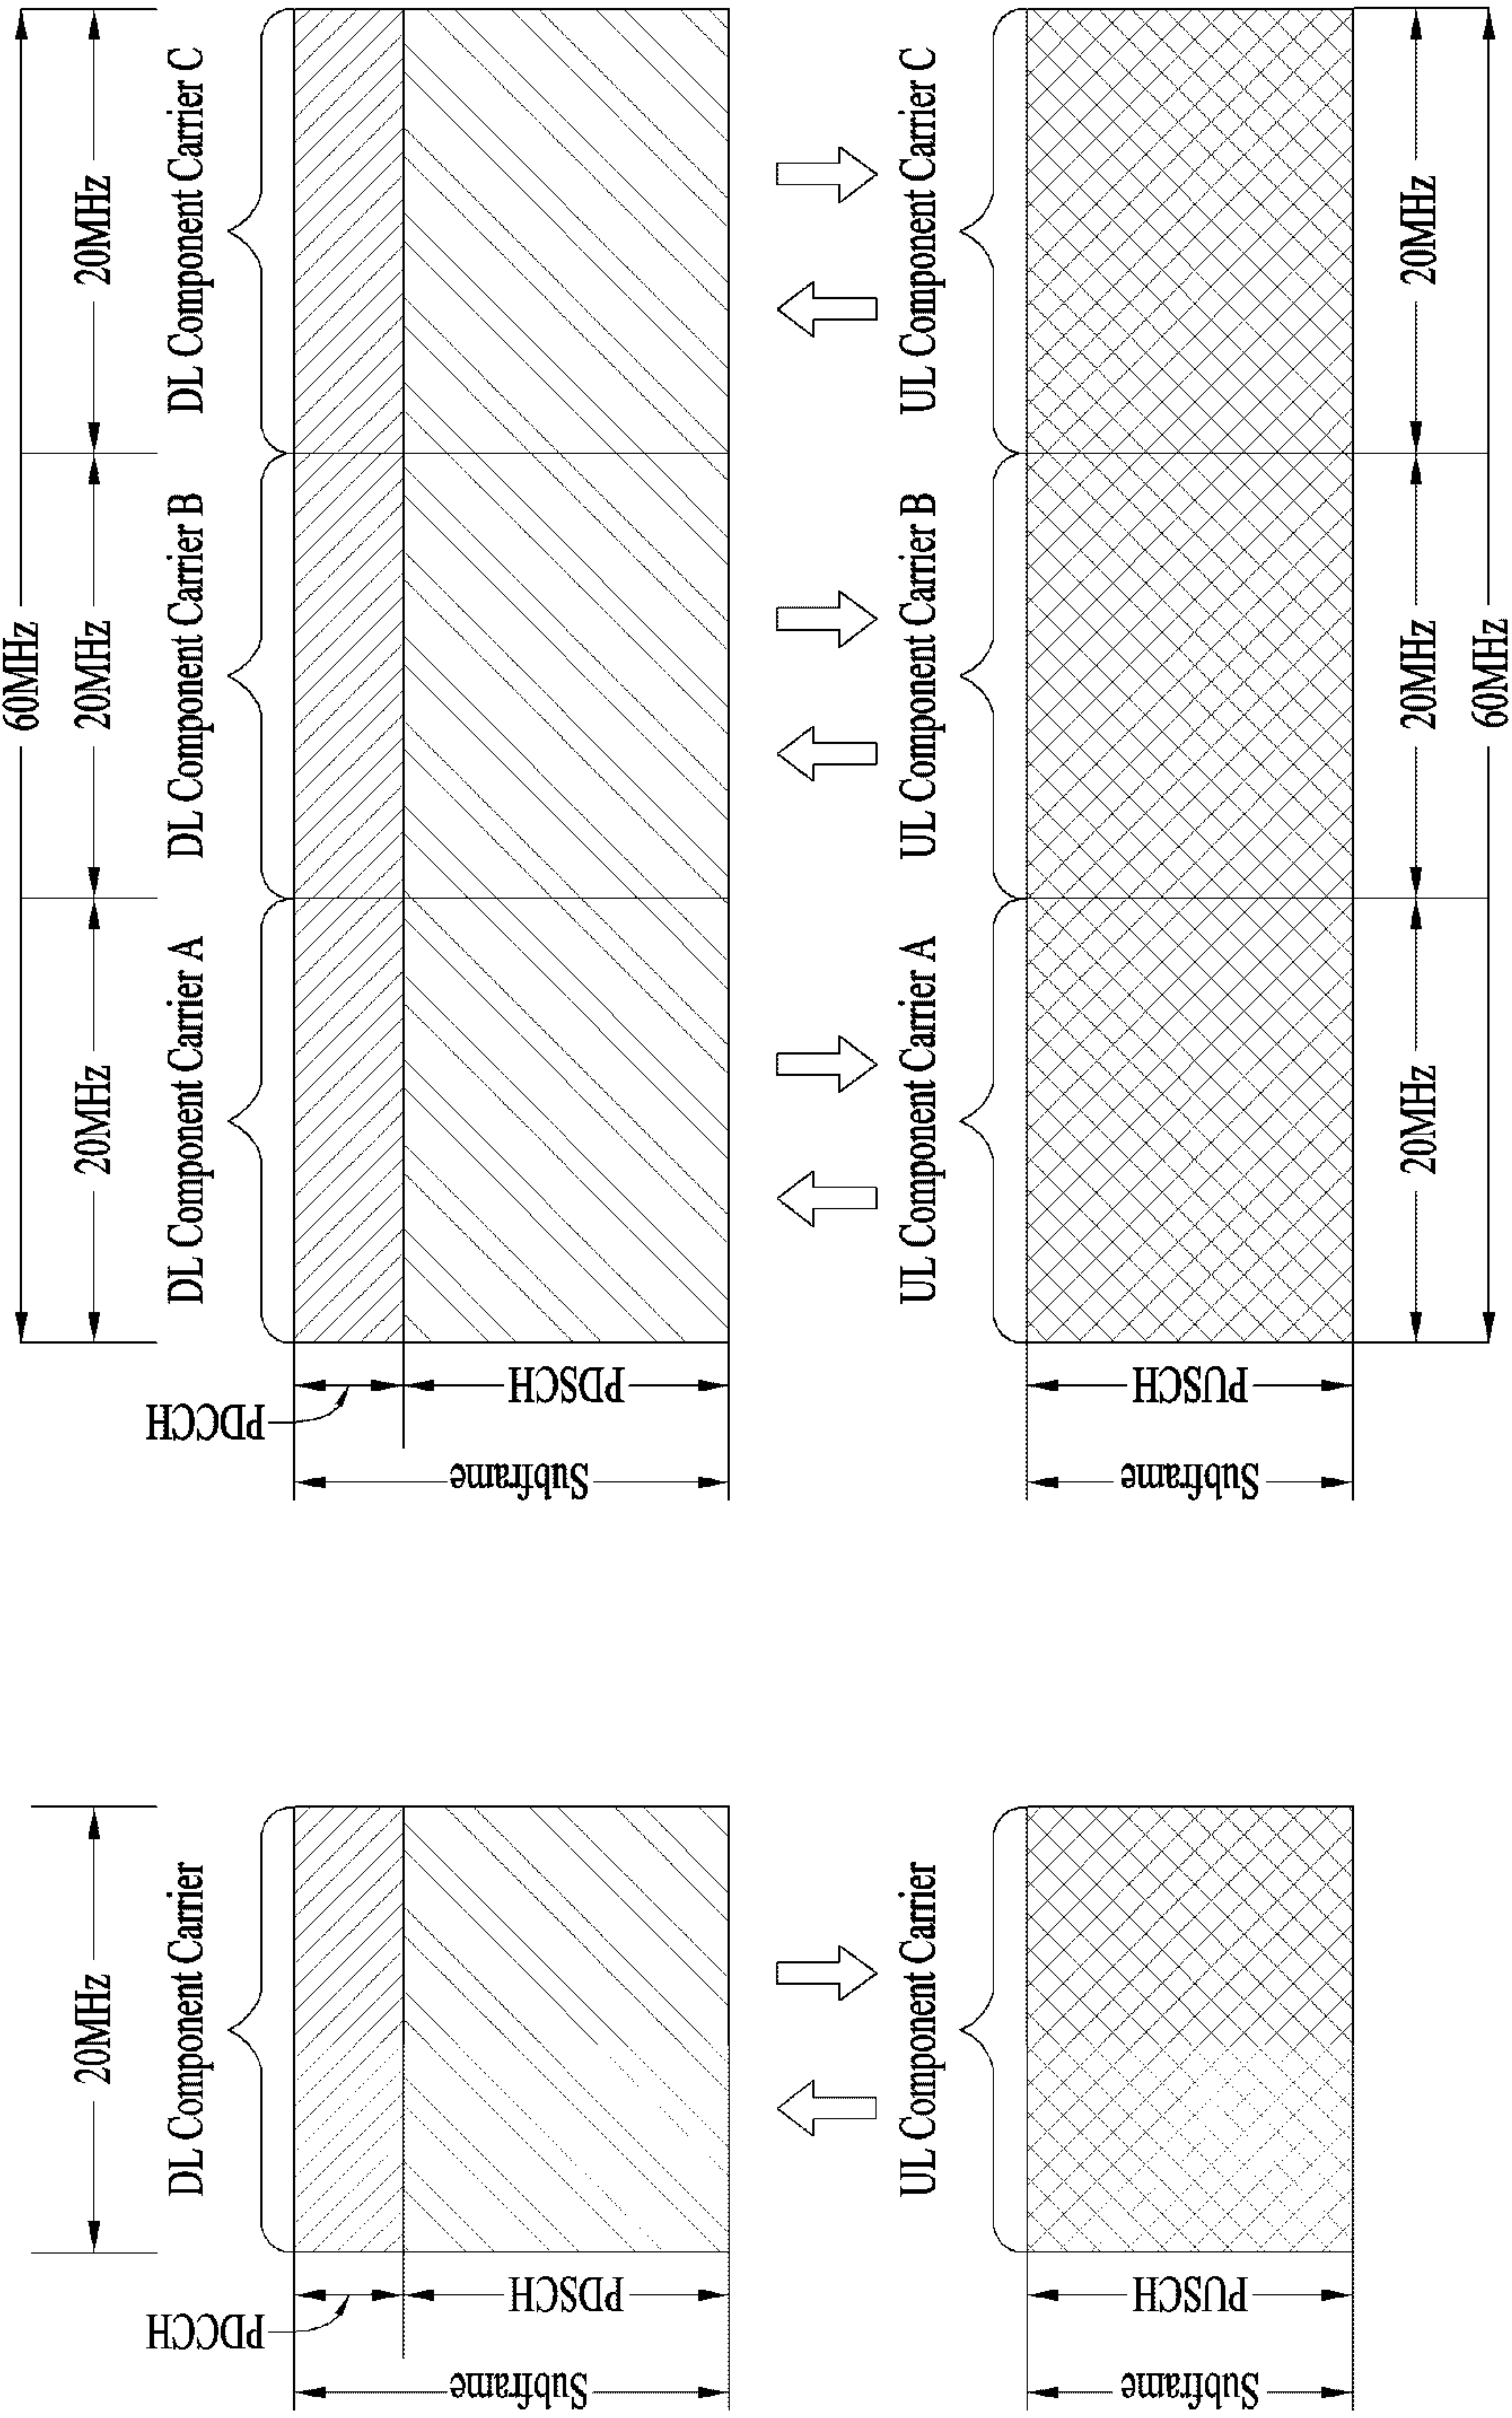 20MHz
DL Component Carrier
PDCCH
PDSCH
Subframe
UL Component Carrier
PUSCH
Subframe
60MHz
20MHz
20MHz
20MHz
DL Component Carrier A
DL Component Carrier B
DL Component Carrier C
PDCCH
PDSCH
Subframe
UL Component Carrier A
UL Component Carrier B
UL Component Carrier C
PUSCH
Subframe
20MHz
20MHz
20MHz
60MHz